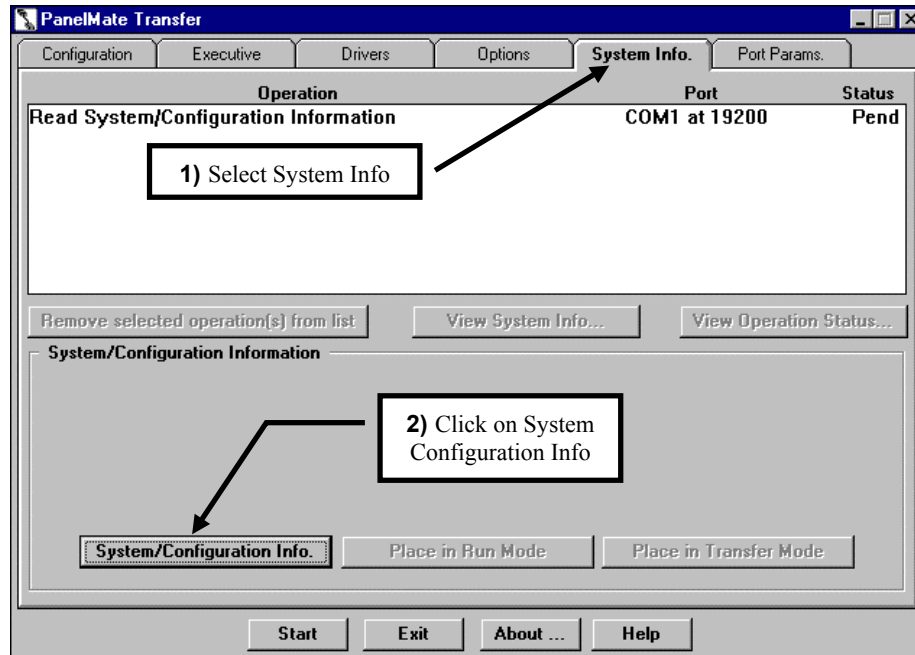 PanelMate Transfer
Configuration Executive Drivers Options System Info. Port Params.
Operation Port Status
Read System/Configuration Information COM1 at 19200 Pend
1) Select System Info
Remove selected operation(s) from list View System Info... View Operation Status...
System/Configuration Information
2) Click on System
Configuration Info
System/Configuration Info. Place in Run Mode Place in Transfer Mode
Start Exit About ... Help